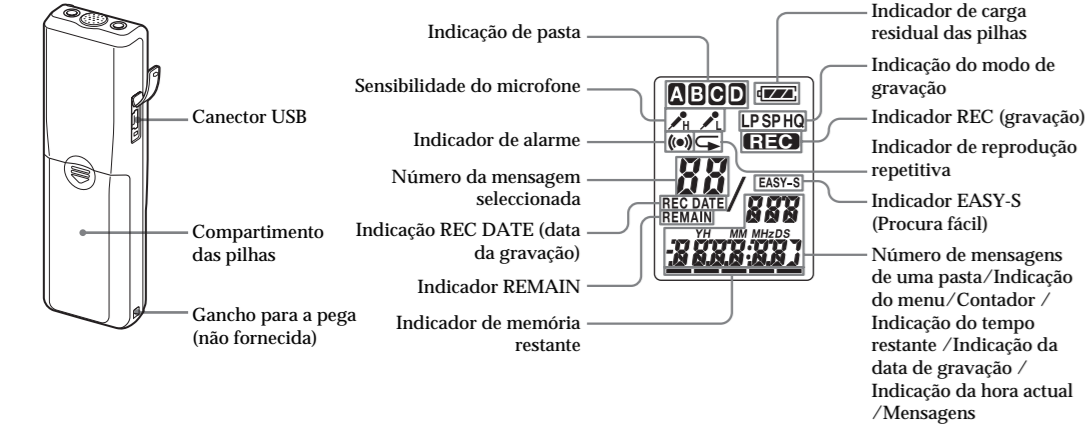 Canector USB
Compartimento
das pilhas
Gancho para a pega
(não fornecida)
Indicação de pasta
Sensibilidade do microfone
Indicador de alarme
Número da mensagem
seleccionada
Indicação REC DATE (data
da gravação)
Indicador REMAIN
Indicador de memória
restante
A B C D
H L
LP SP HQ
REC
88
EASY-S
REC DATE
REMAIN
888
YH MM MHz DS
Indicador de carga
residual das pilhas
Indicação do modo de
gravação
Indicador REC (gravação)
Indicador de reprodução
repetitiva
Indicador EASY-S
(Procura fácil)
Número de mensagens
de uma pasta/Indicação
do menu/Contador /
Indicação do tempo
restante /Indicação da
data de gravação /
Indicação da hora actual
/Mensagens